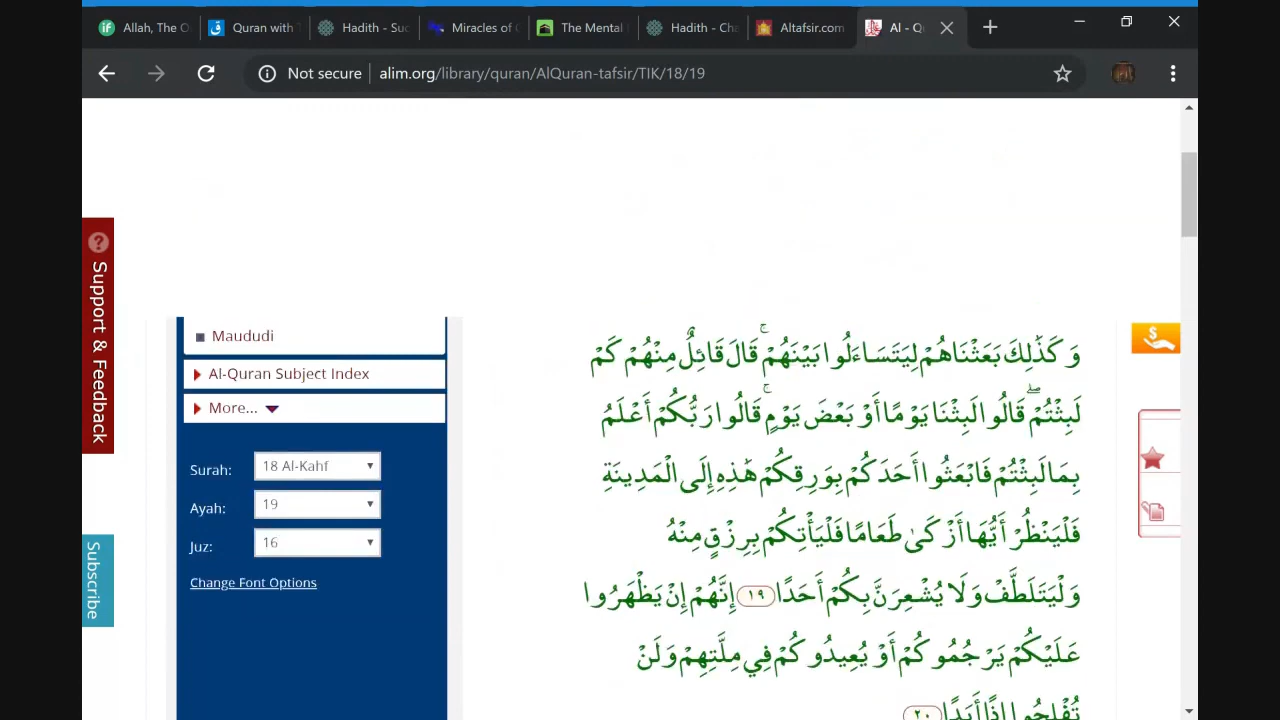 Allah, The O
Quran with T
Hadith - Suc
Miracles of
The Mental
Hadith - Cha
Altafsir.com
Al - Qu
Not secure
alim.org/library/quran/AlQuran-tafsir/TIK/18/19
Support & Feedback
Subscribe
Maududi
Al-Quran Subject Index
More...
Surah: 18 Al-Kahf
Ayah: 19
Juz: 16
Change Font Options
وَكَذَٰلِكَ بَعَثْنَاهُمْ لِيَتَسَاءَلُوا بَيْنَهُمْ ۚ قَالَ قَائِلٌ مِنْهُمْ كَمْ
لَبِثْتُمْ ۖ قَالُوا لَبِثْنَا يَوْمًا أَوْ بَعْضَ يَوْمٍ ۚ قَالُوا رَبُّكُمْ أَعْلَمُ
بِمَا لَبِثْتُمْ فَابْعَثُوا أَحَدَكُمْ بِوَرِقِكُمْ هَٰذِهِ إِلَى الْمَدِينَةِ
فَلْيَنْظُرْ أَيُّهَا أَزْكَىٰ طَعَامًا فَلْيَأْتِكُمْ بِرِزْقٍ مِنْهُ
وَلْيَتَلَطَّفْ وَلَا يُشْعِرَنَّ بِكُمْ أَحَدًا ١٩ إِنَّهُمْ إِنْ يَظْهَرُوا
عَلَيْكُمْ يَرْجُمُوكُمْ أَوْ يُعِيدُوكُمْ فِي مِلَّتِهِمْ وَلَنْ
تُفْلِحُوا إِذًا أَبَدًا ٢٠